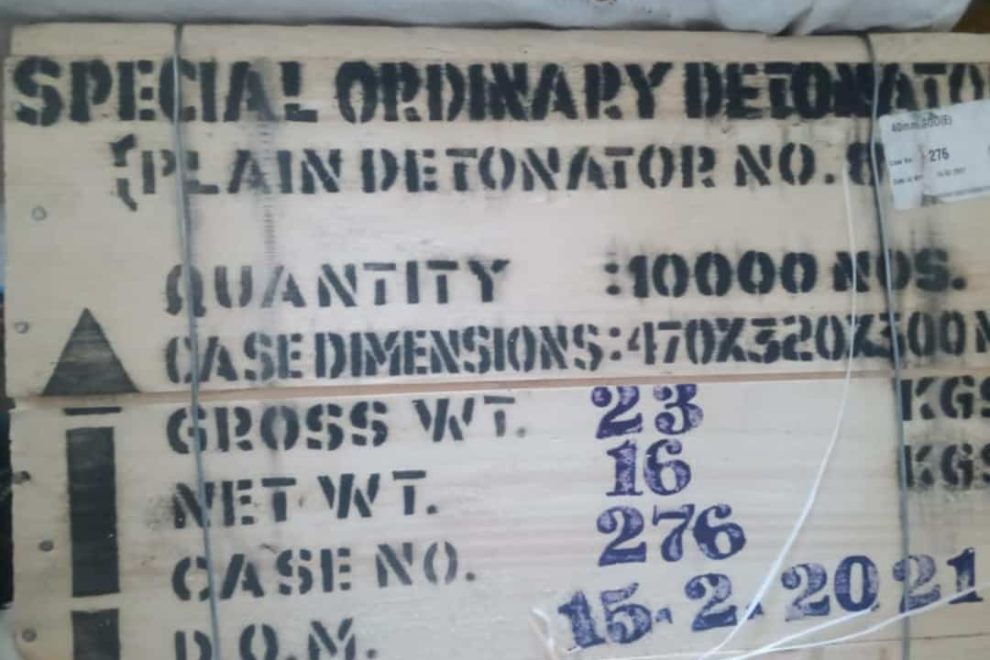 SPECIAL ORDINARY DETONATO
(PLAIN DETONATOR NO. 8
276
QUANTITY :10000 NOS.
CASE DIMENSIONS:470X320X300 M
GROSS WT. 23 KGS
NET WT. 16 KGS
CASE NO. 276
D.O.M. 15.2.2021